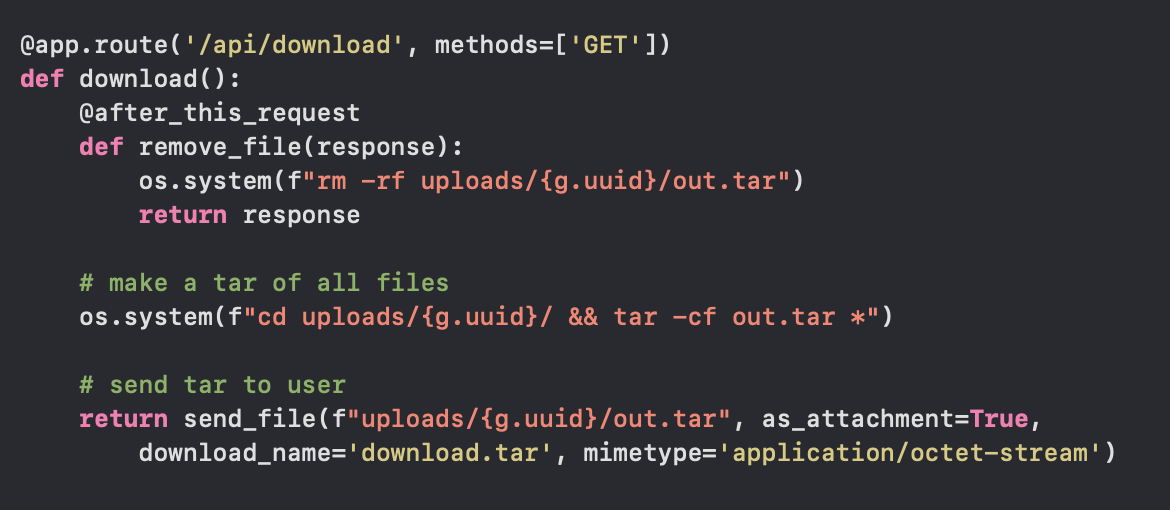 @app.route('/api/download', methods=['GET'])
def download():
    @after_this_request
    def remove_file(response):
        os.system(f"rm -rf uploads/{g.uuid}/out.tar")
        return response

    # make a tar of all files
    os.system(f"cd uploads/{g.uuid}/ && tar -cf out.tar *")

    # send tar to user
    return send_file(f"uploads/{g.uuid}/out.tar", as_attachment=True,
        download_name='download.tar', mimetype='application/octet-stream')